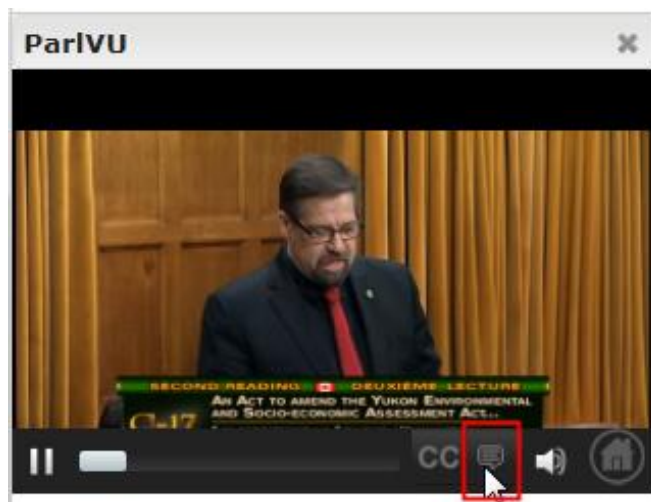 ParlVU
SECOND READING DEUXIÈME LECTURE
C-17
AN ACT TO AMEND THE YUKON ENVIRONMENTAL
AND SOCIO-ECONOMIC ASSESSMENT ACT...
CC